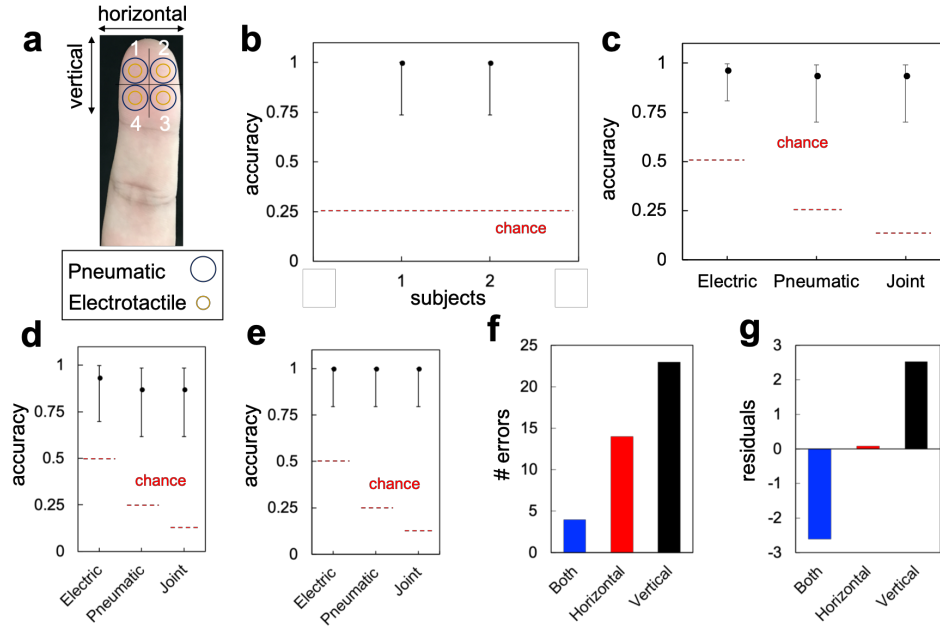 a
horizontal
vertical
1 2
4 3
Pneumatic
Electrotactile
b
accuracy
1
0.75
0.5
0.25
0
chance
1 2
subjects
c
accuracy
1
0.75
0.5
0.25
0
chance
Electric Pneumatic Joint
d
accuracy
1
0.75
0.5
0.25
0
chance
Electric Pneumatic Joint
e
accuracy
1
0.75
0.5
0.25
0
chance
Electric Pneumatic Joint
f
# errors
25
20
15
10
5
0
Both Horizontal Vertical
g
residuals
3
2
1
0
-1
-2
-3
Both Horizontal Vertical